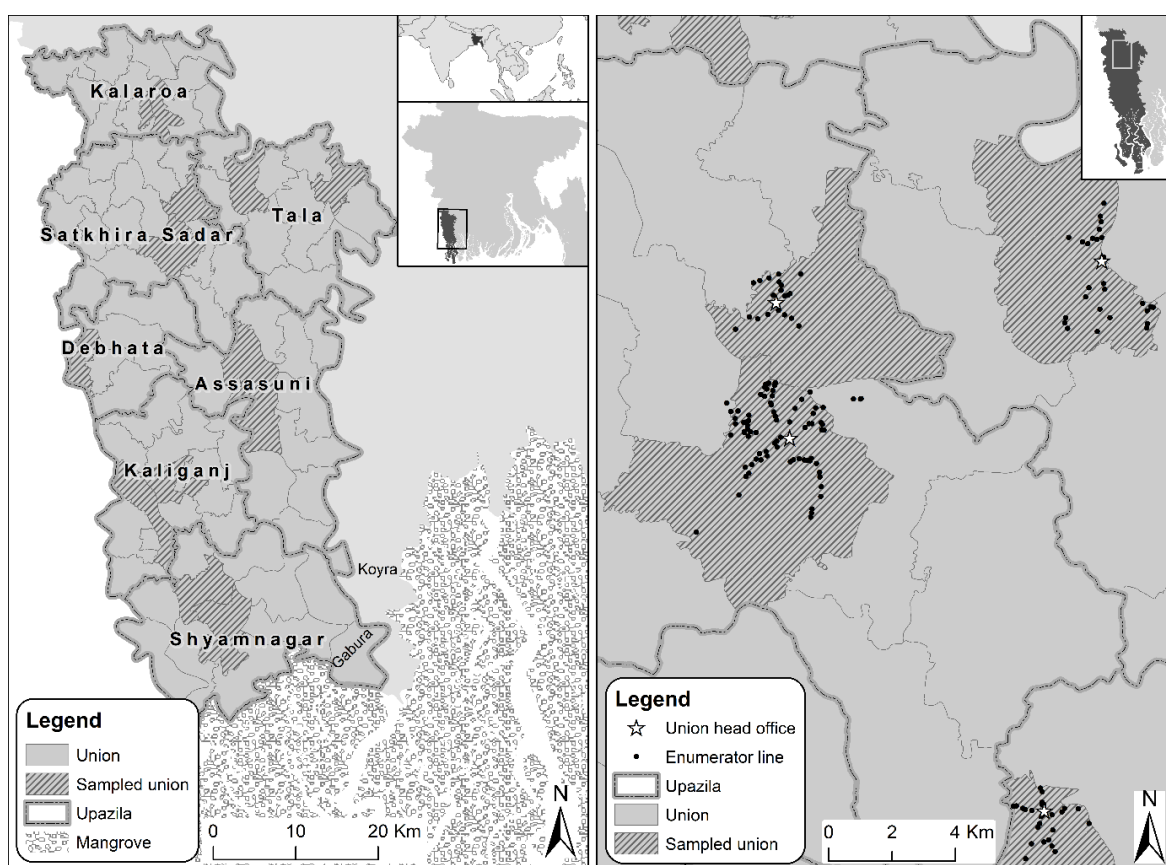 Kalaroa
Tala
Satkhira Sadar
Debhata
Assasuni
Kaliganj
Koyra
Gabura
Shyamnagar
Legend
Union
Sampled union
Upazila
Mangrove
0 10 20 Km
N
Legend
Union head office
Enumerator line
Upazila
Union
Sampled union
0 2 4 Km
N